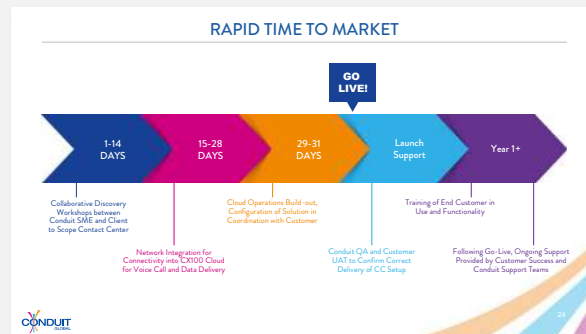 RAPID TIME TO MARKET
GO
LIVE!
1-14
DAYS
15-28
DAYS
29-31
DAYS
Launch
Support
Year 1+
Collaborative Discovery
Workshops between
Conduit SME and Client
to Scope Contact Center
Network Integration for
Connectivity into CX100 Cloud
for Voice Call and Data Delivery
Cloud Operations Build-out,
Configuration of Solution in
Coordination with Customer
Conduit QA and Customer
UAT to Confirm Correct
Delivery of CC Setup
Training of End Customer in
Use and Functionality
Following Go-Live, Ongoing Support
Provided by Customer Success and
Conduit Support Teams
CONDUIT
GLOBAL
24